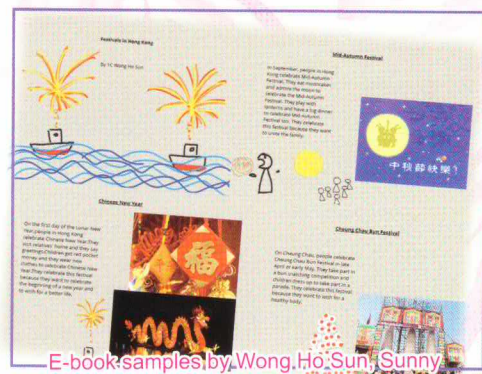 Festivals in Hong Kong
By 1C Wong Ho Sun
Mid-Autumn Festival
In September, people in Hong
Kong celebrate Mid-Autumn
Festival. They eat mooncakes
and admire the moon to
celebrate the Mid-Autumn
Festival. They play with
lanterns and have a big dinner
to celebrate Mid-Autumn
Festival too. They celebrate
this festival because they want
to unite the family.
中秋節快樂
Chinese New Year
On the first day of the Lunar New
Year, people in Hong Kong
celebrate Chinese New Year. They
visit relatives' home and they say
greetings. Children get red pocket
money and they wear new
clothes to celebrate Chinese New
Year. They celebrate this festival
because they want to celebrate
the beginning of a new year and
to wish for a better life.
福
Cheung Chau Bun Festival
On Cheung Chau, people celebrate
Cheung Chau Bun Festival in late
April or early May. They take part in
a bun snatching competition and
children dress up to take part in a
parade. They celebrate this festival
because they want to wish for a
healthy body.
E-book samples by Wong Ho Sun, Sunny